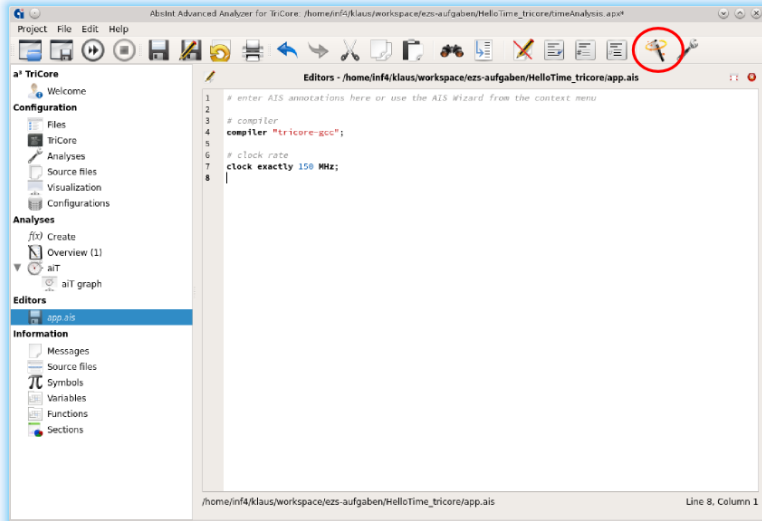 AbsInt Advanced Analyzer for TriCore: /home/inf4/klaus/workspace/ezs-aufgaben/HelloTime_tricore/timeAnalysis.apx*
Project File Edit Help
a³ TriCore
Welcome
Configuration
Files
TriCore
Analyses
Source files
Visualization
Configurations
Analyses
f(x) Create
Overview (1)
aiT
aiT graph
Editors
app.ais
Information
Messages
Source files
Symbols
Variables
Functions
Sections
Editors - /home/inf4/klaus/workspace/ezs-aufgaben/HelloTime_tricore/app.ais
1 # enter AIS annotations here or use the AIS Wizard from the context menu
2
3 # compiler
4 compiler "tricore-gcc";
5
6 # clock rate
7 clock exactly 150 MHz;
8
/home/inf4/klaus/workspace/ezs-aufgaben/HelloTime_tricore/app.ais
Line 8, Column 1